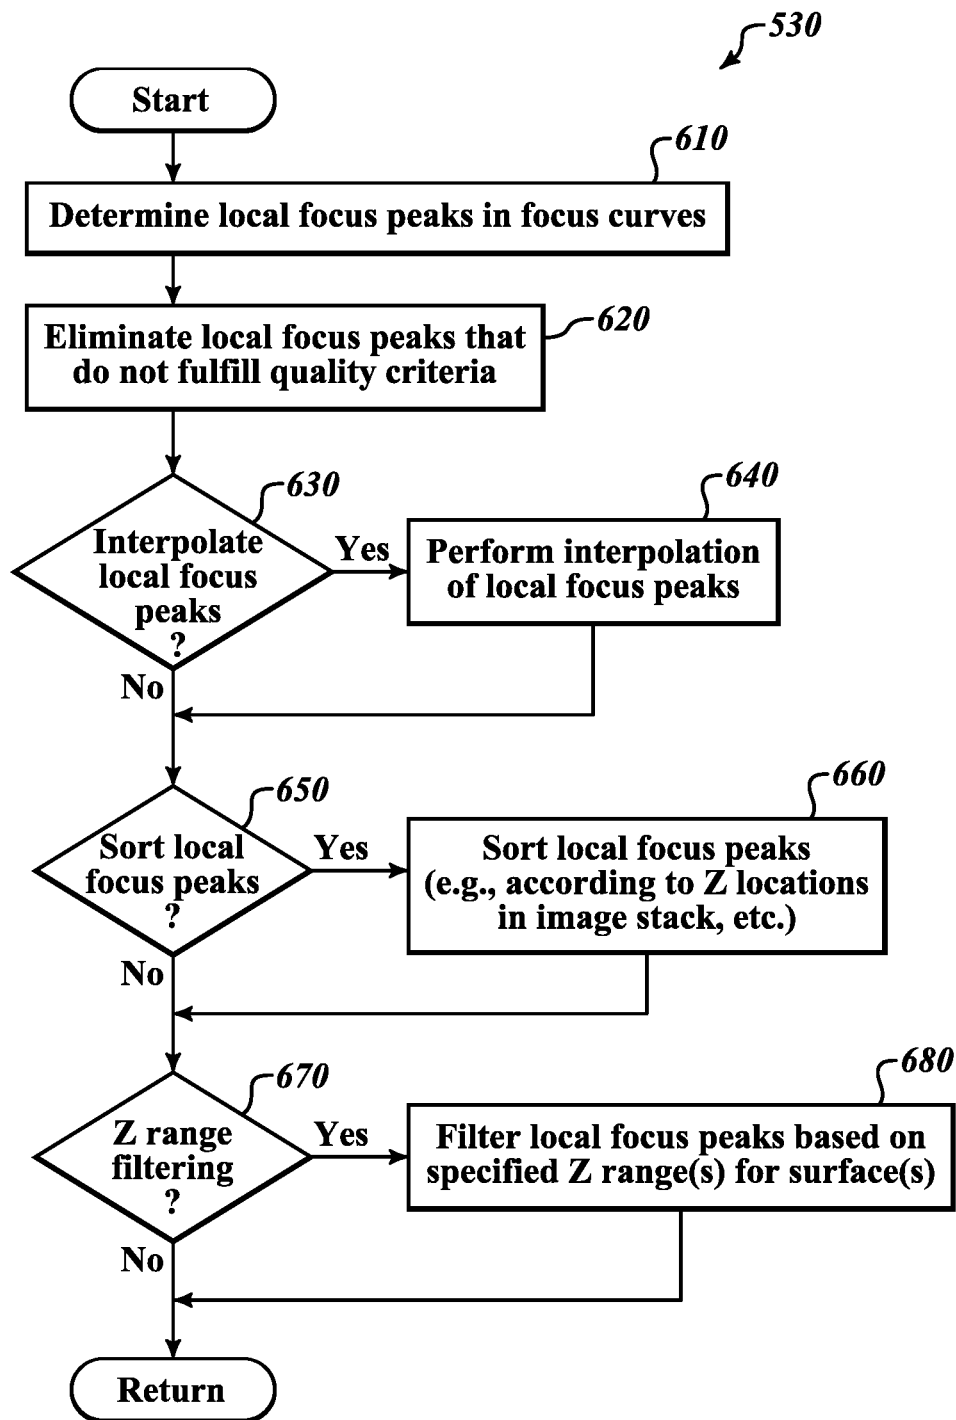 530
Start
610
Determine local focus peaks in focus curves
620
Eliminate local focus peaks that
do not fulfill quality criteria
630
Interpolate
local focus
peaks
?
Yes
640
Perform interpolation
of local focus peaks
No
650
Sort local
focus peaks
?
Yes
660
Sort local focus peaks
(e.g., according to Z locations
in image stack, etc.)
No
670
Z range
filtering
?
Yes
680
Filter local focus peaks based on
specified Z range(s) for surface(s)
No
Return